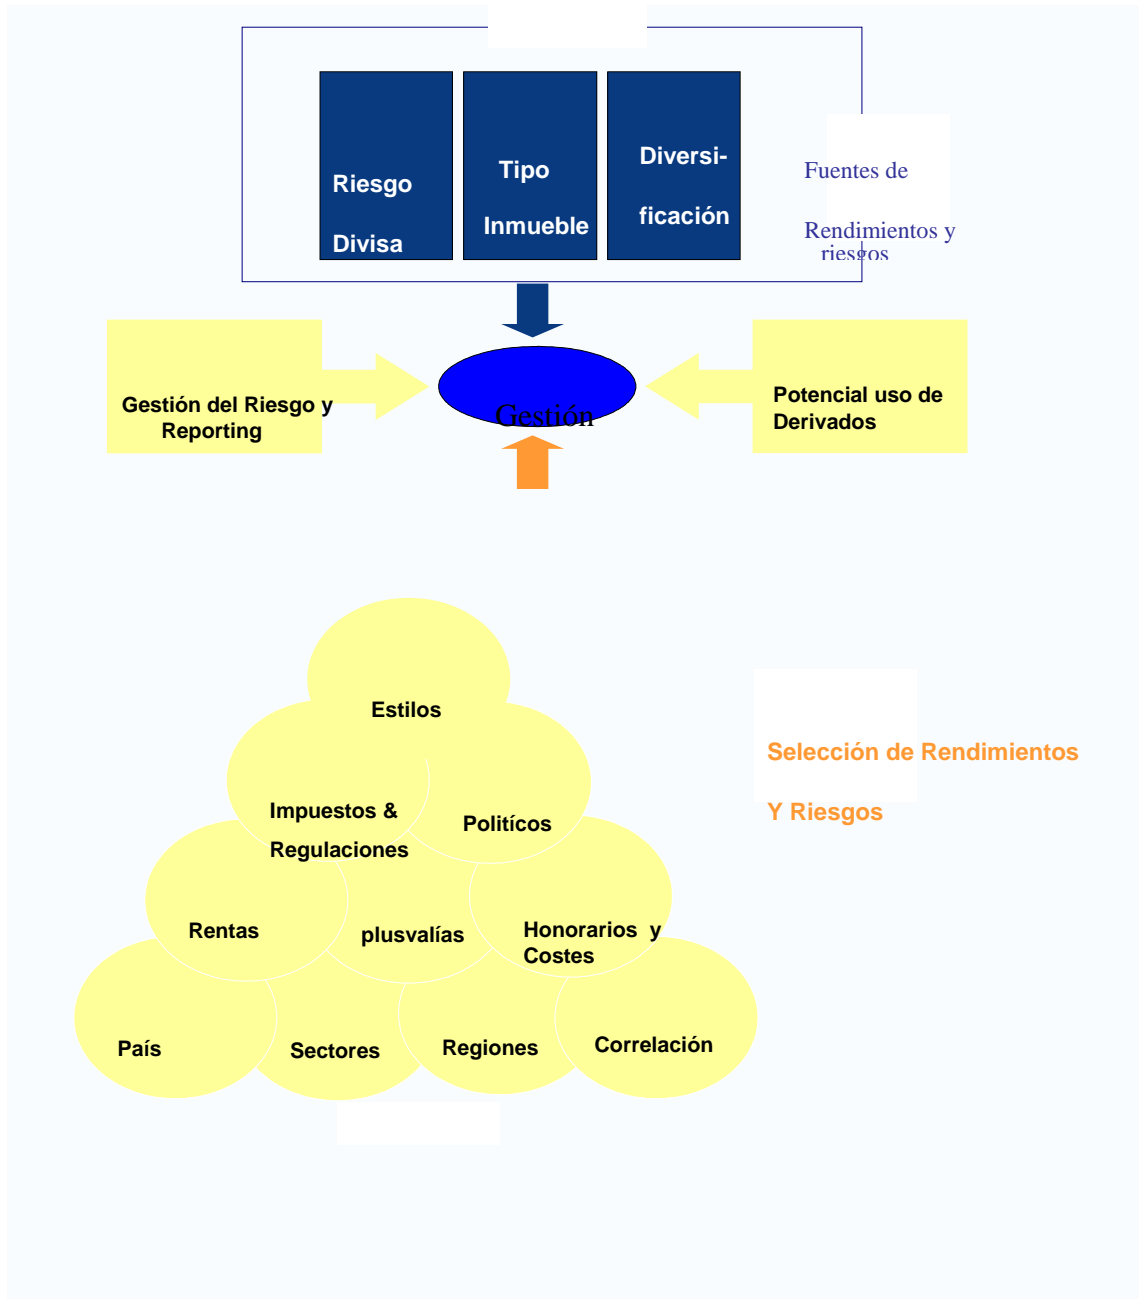 Riesgo
Divisa
Tipo
Inmueble
Diversi-
ficación
Fuentes de
Rendimientos y
riesgos
Gestión del Riesgo y
Reporting
Gestión
Potencial uso de
Derivados
Estilos
Impuestos &
Regulaciones
Politícos
Selección de Rendimientos
Y Riesgos
Rentas
plusvalías
Honorarios y
Costes
País
Sectores
Regiones
Correlación